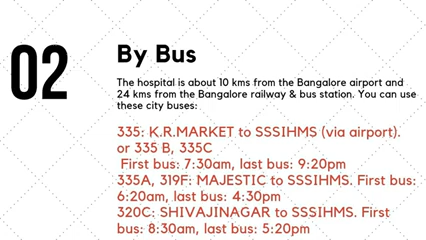 02
By Bus
The hospital is about 10 kms from the Bangalore airport and
24 kms from the Bangalore railway & bus station. You can use
these city buses:
335: K.R.MARKET to SSSIHMS (via airport).
or 335 B, 335C
First bus: 7:30am, last bus: 9:20pm
335A, 319F: MAJESTIC to SSSIHMS. First bus:
6:20am, last bus: 4:30pm
320C: SHIVAJINAGAR to SSSIHMS. First
bus: 8:30am, last bus: 5:20pm